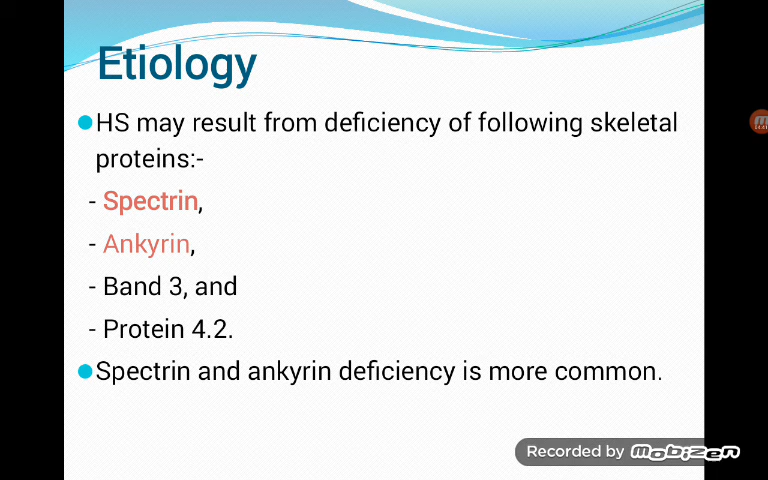 Etiology
HS may result from deficiency of following skeletal
proteins:-
- Spectrin,
- Ankyrin,
- Band 3, and
- Protein 4.2.
Spectrin and ankyrin deficiency is more common.
Recorded by mobizen